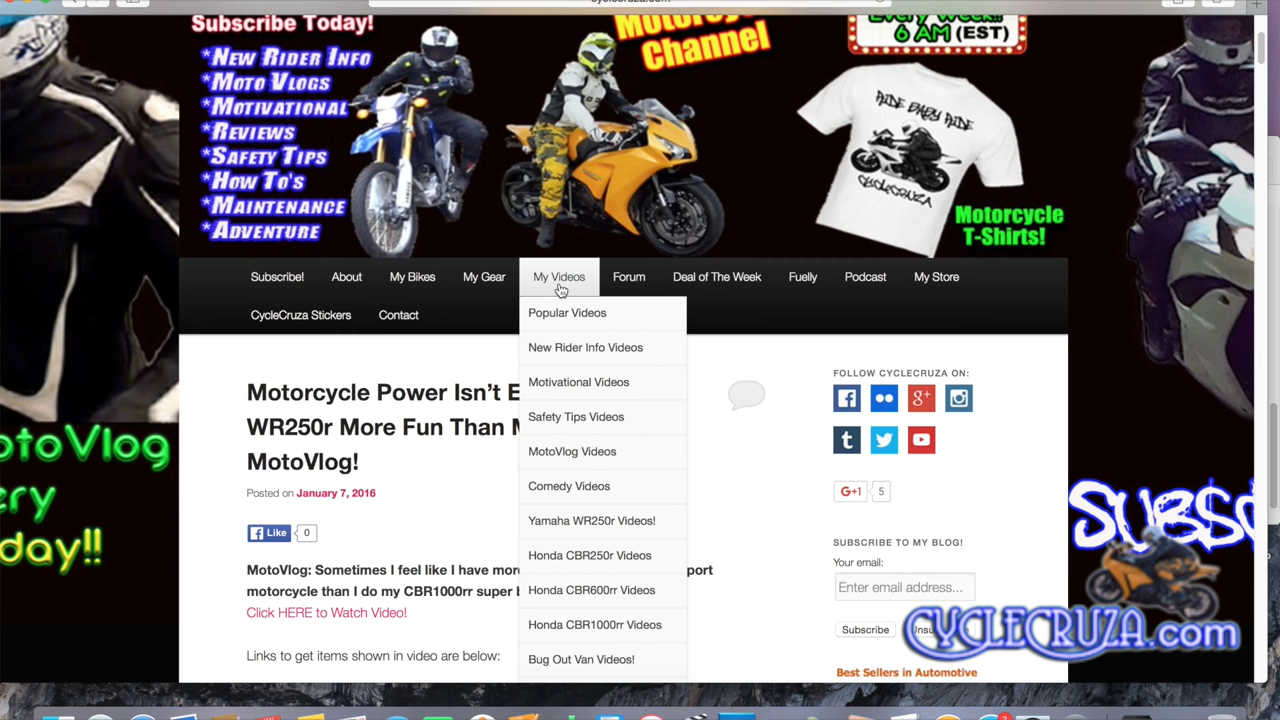 cyclecruza.com
Subscribe Today!
*New Rider Info
*Moto Vlogs
*Motivational
*Reviews
*Safety Tips
*How To's
*Maintenance
*Adventure
Motorcycle
Channel
Every Week!!
6 AM (EST)
RIDE BABY RIDE
CYCLECRUZA
Motorcycle
T-Shirts!
Subscribe! About My Bikes My Gear My Videos Forum Deal of The Week Fuelly Podcast My Store
CycleCruza Stickers Contact
Popular Videos
New Rider Info Videos
Motivational Videos
Safety Tips Videos
MotoVlog Videos
Comedy Videos
Yamaha WR250r Videos!
Honda CBR250r Videos
Honda CBR600rr Videos
Honda CBR1000rr Videos
Bug Out Van Videos!
Motorcycle Power Isn't
WR250r More Fun Than
MotoVlog!
Posted on January 7, 2016
Like 0
MotoVlog: Sometimes I feel like I have more
motorcycle than I do my CBR1000rr super
Click HERE to Watch Video!
Links to get items shown in video are below:
FOLLOW CYCLECRUZA ON:
G+1 5
SUBSCRIBE TO MY BLOG!
Your email:
Enter email address...
Subscribe
Best Sellers in Automotive
CYCLECRUZA.com